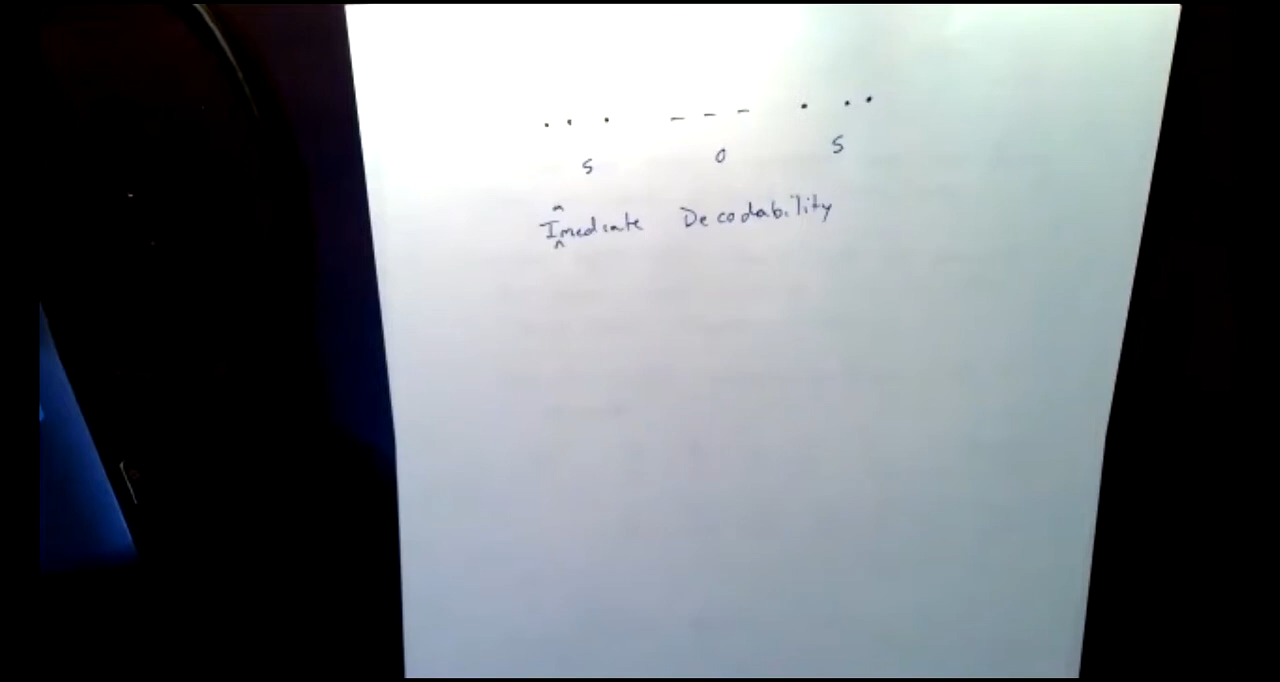 . . . _ _ _ . . .
S O S
Imediate Decodability